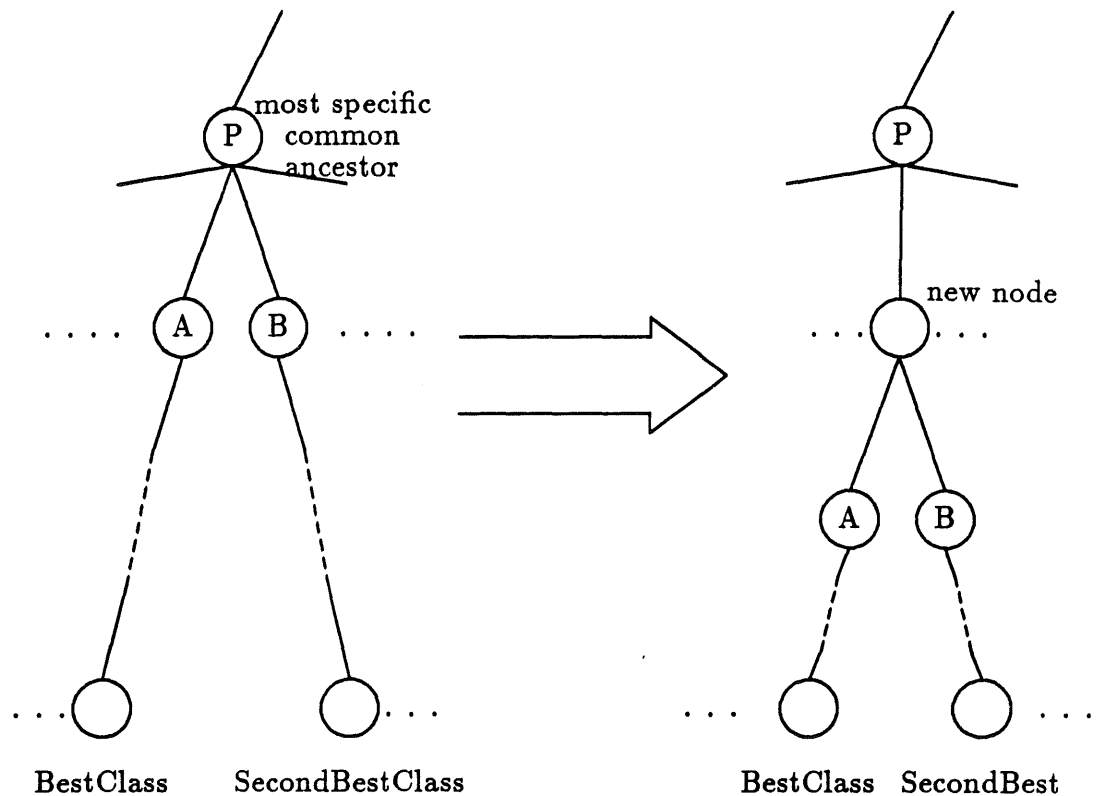 most specific
P
common
ancestor
A
B
. . . .
. . . .
. . .
. . .
BestClass
SecondBestClass
P
new node
. . .
. . .
A
B
. . .
. . .
BestClass
SecondBest